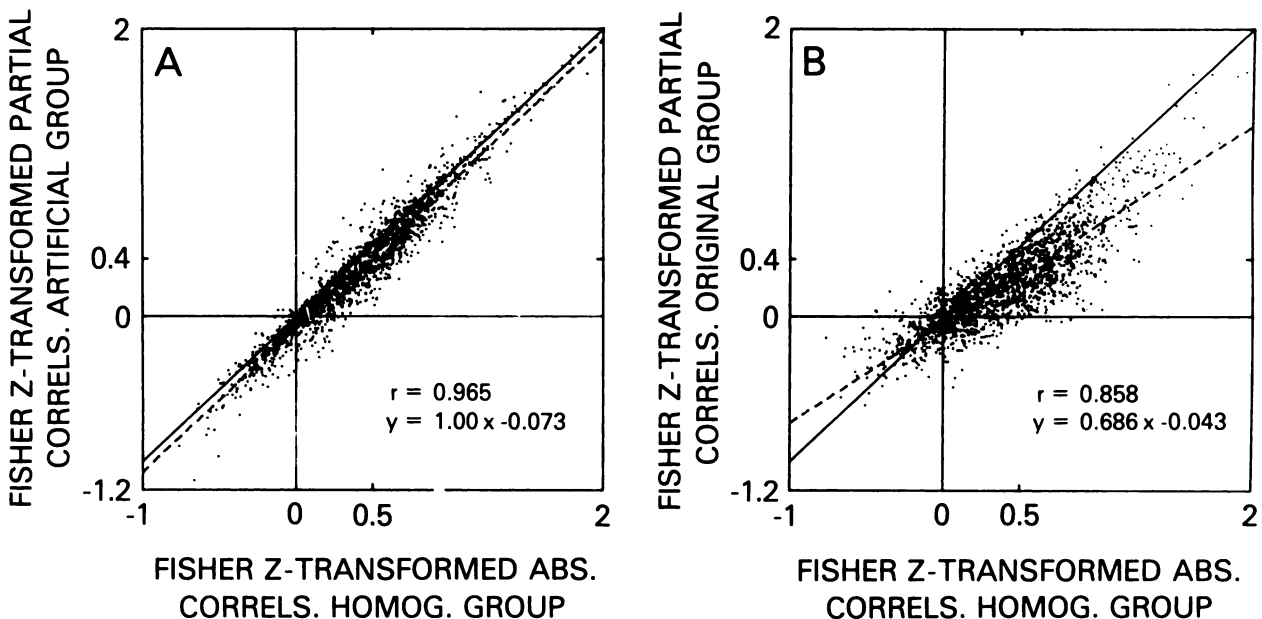 FISHER Z-TRANSFORMED PARTIAL
CORRELS. ARTIFICIAL GROUP
A
2
0.4
0
-1.2
-1
0
0.5
2
r = 0.965
y = 1.00 x -0.073
FISHER Z-TRANSFORMED ABS.
CORRELS. HOMOG. GROUP
FISHER Z-TRANSFORMED PARTIAL
CORRELS. ORIGINAL GROUP
B
2
0.4
0
-1.2
-1
0
0.5
2
r = 0.858
y = 0.686 x -0.043
FISHER Z-TRANSFORMED ABS.
CORRELS. HOMOG. GROUP